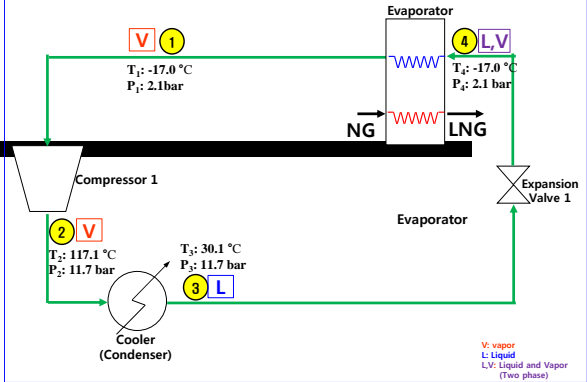 Evaporator
V
1
4
L,V
T₁: -17.0 ℃
P₁: 2.1bar
T₄: -17.0 ℃
P₄: 2.1 bar
NG
LNG
Compressor 1
Expansion
Valve 1
Evaporator
2
V
T₂: 117.1 ℃
P₂: 11.7 bar
T₃: 30.1 ℃
P₃: 11.7 bar
3
L
Cooler
(Condenser)
V: vapor
L: Liquid
L,V: Liquid and Vapor
(Two phase)